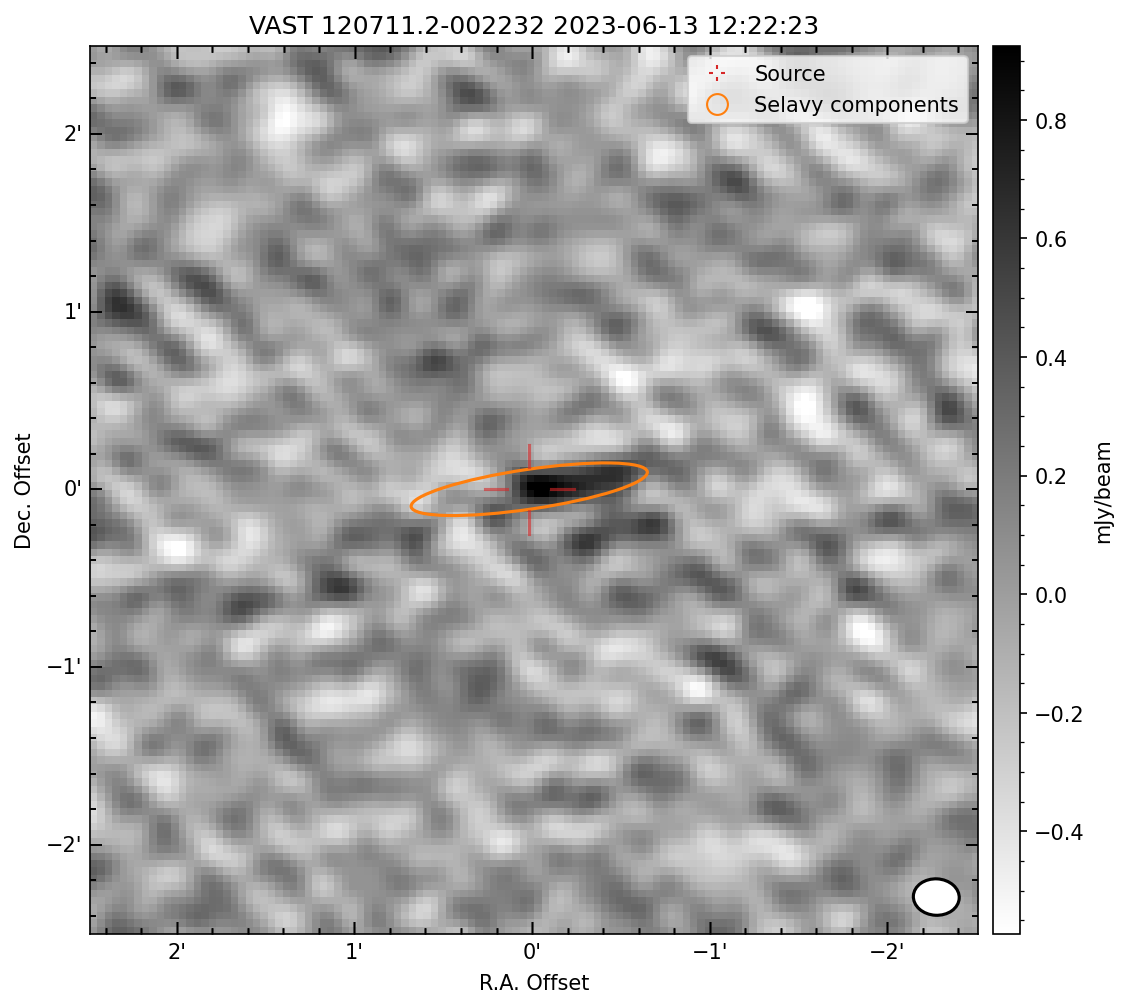 VAST 120711.2-002232 2023-06-13 12:22:23
Source
Selavy components
2'
1'
0'
−1'
−2'
Dec. Offset
2'
1'
0'
−1'
−2'
R.A. Offset
0.8
0.6
0.4
0.2
0.0
−0.2
−0.4
mJy/beam